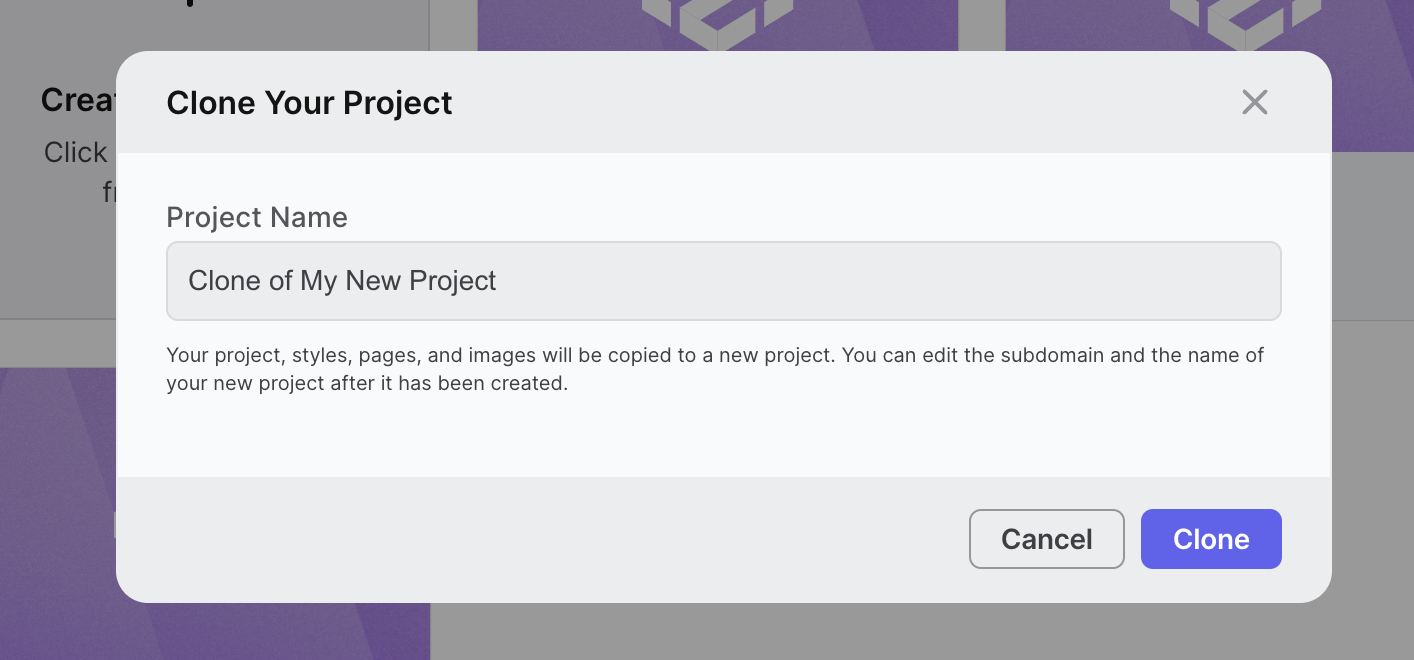 Clone Your Project
Click
Project Name
Clone of My New Project
Your project, styles, pages, and images will be copied to a new project. You can edit the subdomain and the name of
your new project after it has been created.
Cancel
Clone